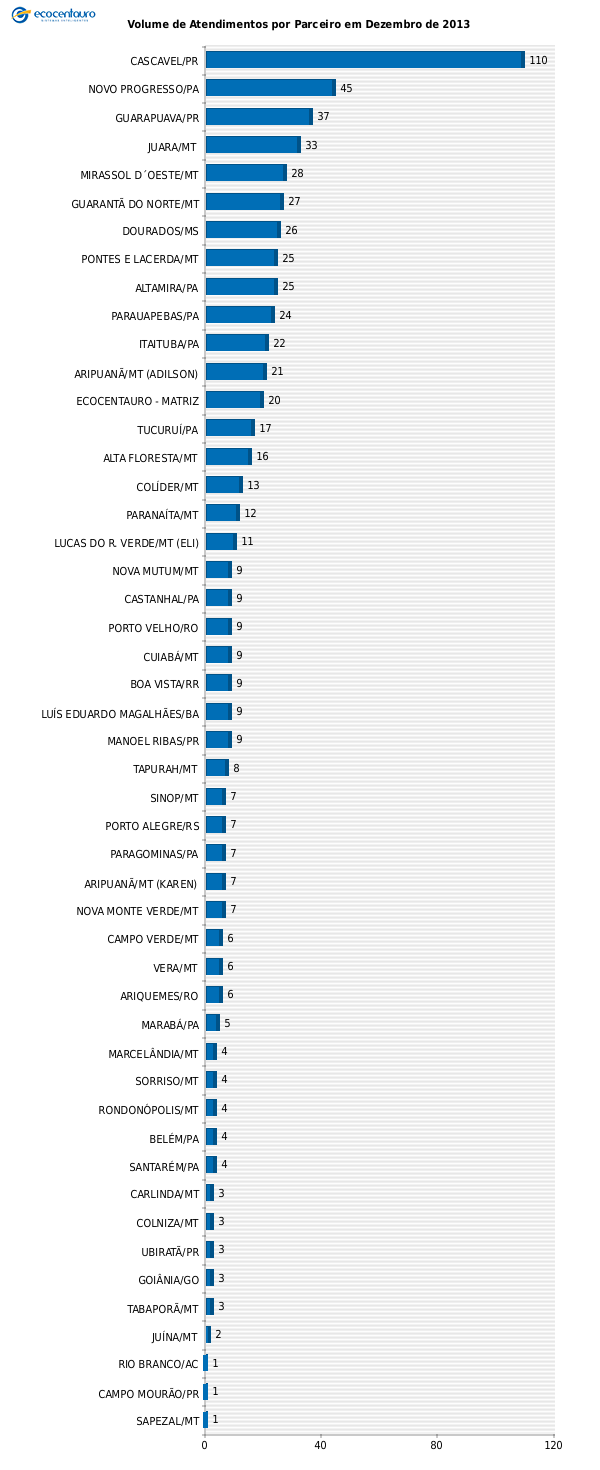 ecocentauro
Volume de Atendimentos por Parceiro em Dezembro de 2013
CASCAVEL/PR 110
NOVO PROGRESSO/PA 45
GUARAPUAVA/PR 37
JUARA/MT 33
MIRASSOL D´OESTE/MT 28
GUARANTÃ DO NORTE/MT 27
DOURADOS/MS 26
PONTES E LACERDA/MT 25
ALTAMIRA/PA 25
PARAUAPEBAS/PA 24
ITAITUBA/PA 22
ARIPUANÃ/MT (ADILSON) 21
ECOCENTAURO - MATRIZ 20
TUCURUÍ/PA 17
ALTA FLORESTA/MT 16
COLÍDER/MT 13
PARANAÍTA/MT 12
LUCAS DO R. VERDE/MT (ELI) 11
NOVA MUTUM/MT 9
CASTANHAL/PA 9
PORTO VELHO/RO 9
CUIABÁ/MT 9
BOA VISTA/RR 9
LUÍS EDUARDO MAGALHÃES/BA 9
MANOEL RIBAS/PR 9
TAPURAH/MT 8
SINOP/MT 7
PORTO ALEGRE/RS 7
PARAGOMINAS/PA 7
ARIPUANÃ/MT (KAREN) 7
NOVA MONTE VERDE/MT 7
CAMPO VERDE/MT 6
VERA/MT 6
ARIQUEMES/RO 6
MARABÁ/PA 5
MARCELÂNDIA/MT 4
SORRISO/MT 4
RONDONÓPOLIS/MT 4
BELÉM/PA 4
SANTARÉM/PA 4
CARLINDA/MT 3
COLNIZA/MT 3
UBIRATÃ/PR 3
GOIÂNIA/GO 3
TABAPORÃ/MT 3
JUÍNA/MT 2
RIO BRANCO/AC 1
CAMPO MOURÃO/PR 1
SAPEZAL/MT 1
0 40 80 120